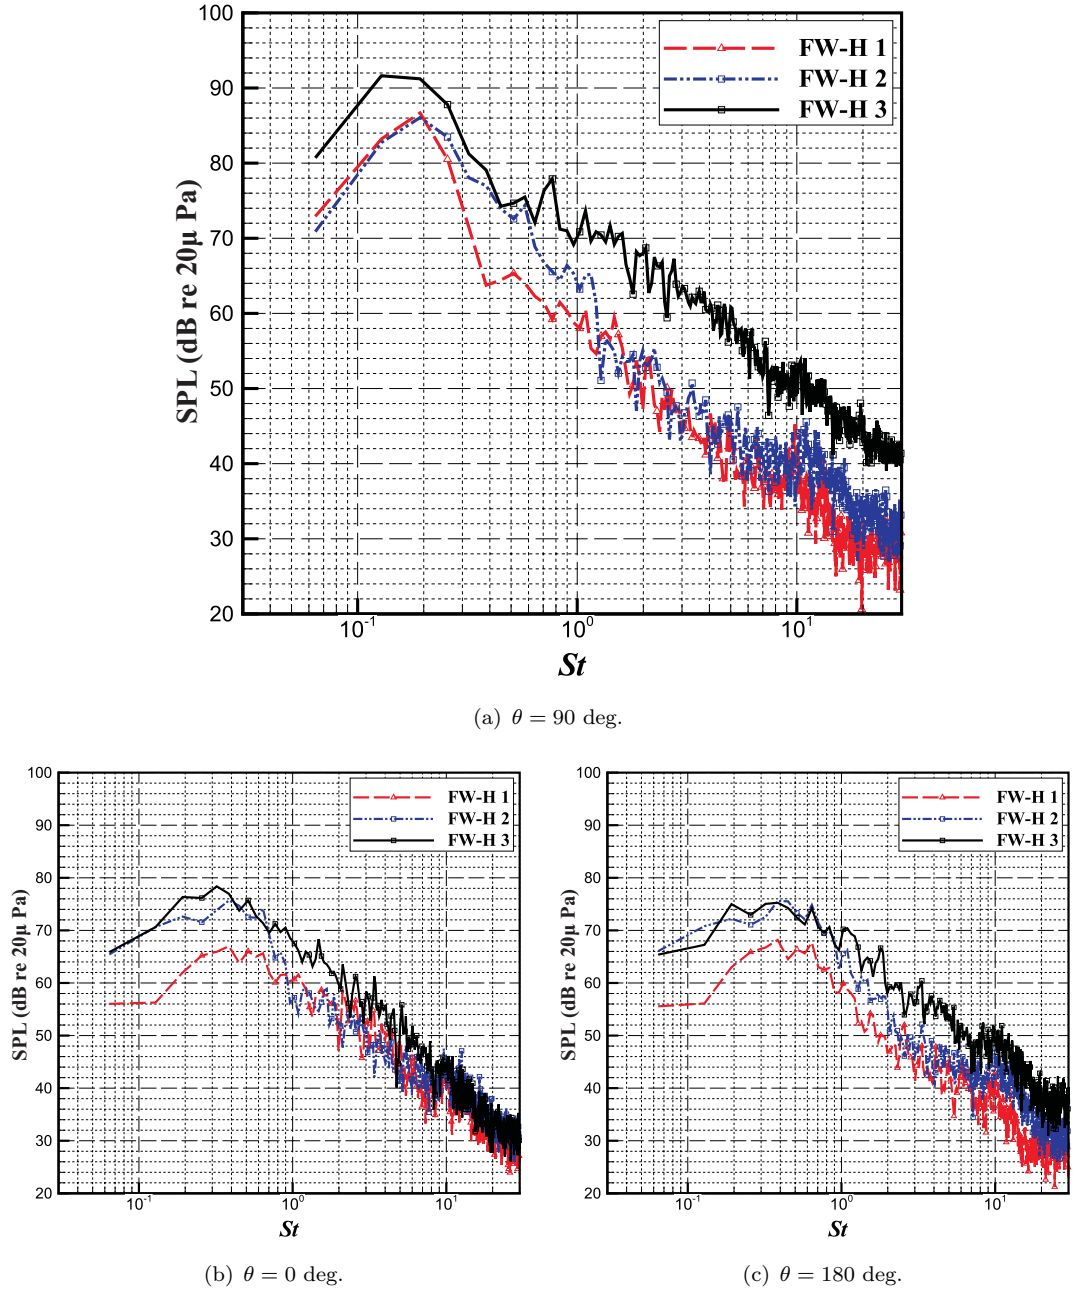 100
90
80
70
60
50
40
30
20
SPL (dB re 20μ Pa)
FW-H 1
FW-H 2
FW-H 3
10-1
100
101
St
(a) θ = 90 deg.
100
90
80
70
60
50
40
30
20
SPL (dB re 20μ Pa)
FW-H 1
FW-H 2
FW-H 3
10-1
100
101
St
(b) θ = 0 deg.
100
90
80
70
60
50
40
30
20
SPL (dB re 20μ Pa)
FW-H 1
FW-H 2
FW-H 3
10-1
100
101
St
(c) θ = 180 deg.